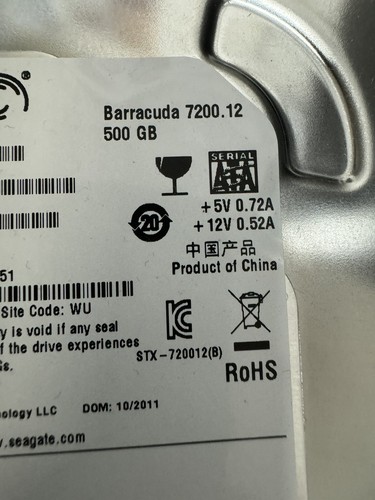 ®
Barracuda 7200.12
500 GB
SERIAL
ATA
+5V 0.72A
20
+12V 0.52A
中国产品
Product of China
51
Site Code: WU
is void if any seal
the drive experiences
STX-720012(B)
RoHS
LLC DOM: 10/2011
.seagate.com